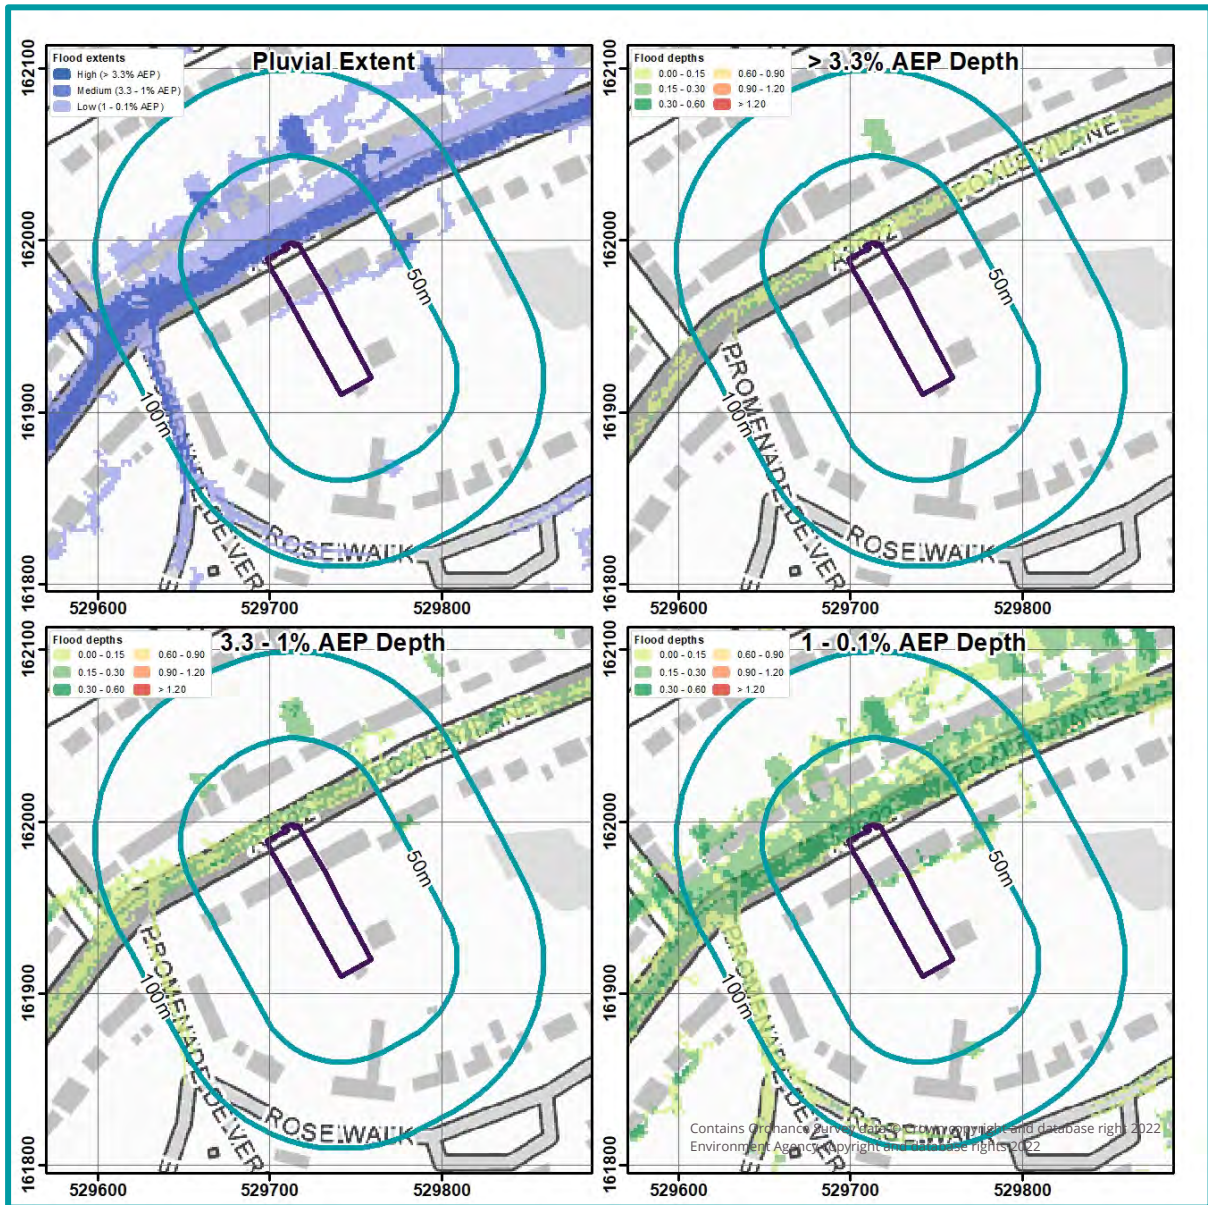 Pluvial Extent
Flood extents
High (> 3.3% AEP)
Medium (3.3 - 1% AEP)
Low (1 - 0.1% AEP)
162100
162000
161900
161800
50m
100m
ROSE WALK
529600
529700
529800
> 3.3% AEP Depth
Flood depths
0.00 - 0.15
0.60 - 0.90
0.15 - 0.30
0.90 - 1.20
0.30 - 0.60
> 1.20
162100
162000
161900
161800
FOXLEY LANE
50m
100m
PROMENADE DE VER
ROSE WALK
529600
529700
529800
3.3 - 1% AEP Depth
Flood depths
0.00 - 0.15
0.60 - 0.90
0.15 - 0.30
0.90 - 1.20
0.30 - 0.60
> 1.20
162100
162000
161900
161800
50m
100m
PROMENADE DE VER
ROSE WALK
529600
529700
529800
1 - 0.1% AEP Depth
Flood depths
0.00 - 0.15
0.60 - 0.90
0.15 - 0.30
0.90 - 1.20
0.30 - 0.60
> 1.20
162100
162000
161900
161800
50m
100m
PROMENADE DE VER
ROSE WALK
Contains Ordnance Survey data © Crown copyright and database right 2022
Environment Agency copyright and database rights 2022
529600
529700
529800